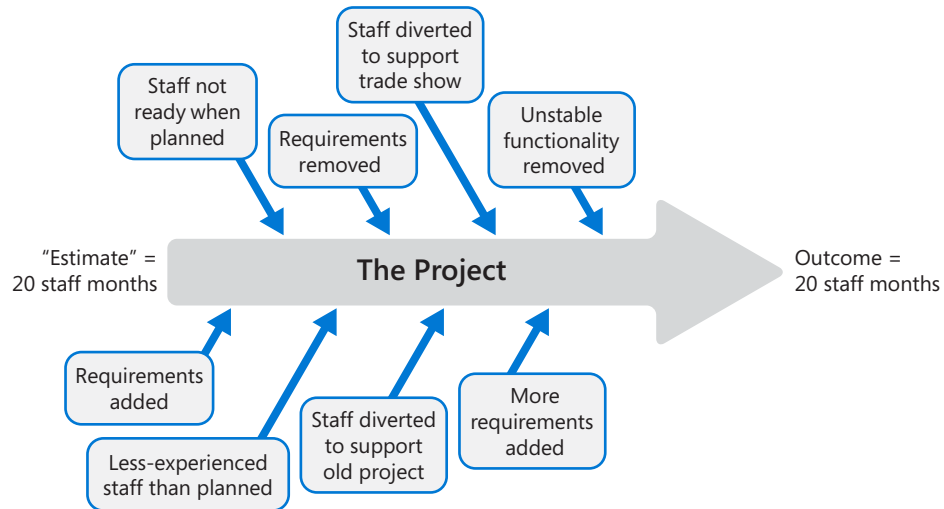 Staff diverted
to support
trade show
Staff not
ready when
planned
Requirements
removed
Unstable
functionality
removed
“Estimate” =
20 staff months
The Project
Outcome =
20 staff months
Requirements
added
Less-experienced
staff than planned
Staff diverted
to support
old project
More
requirements
added